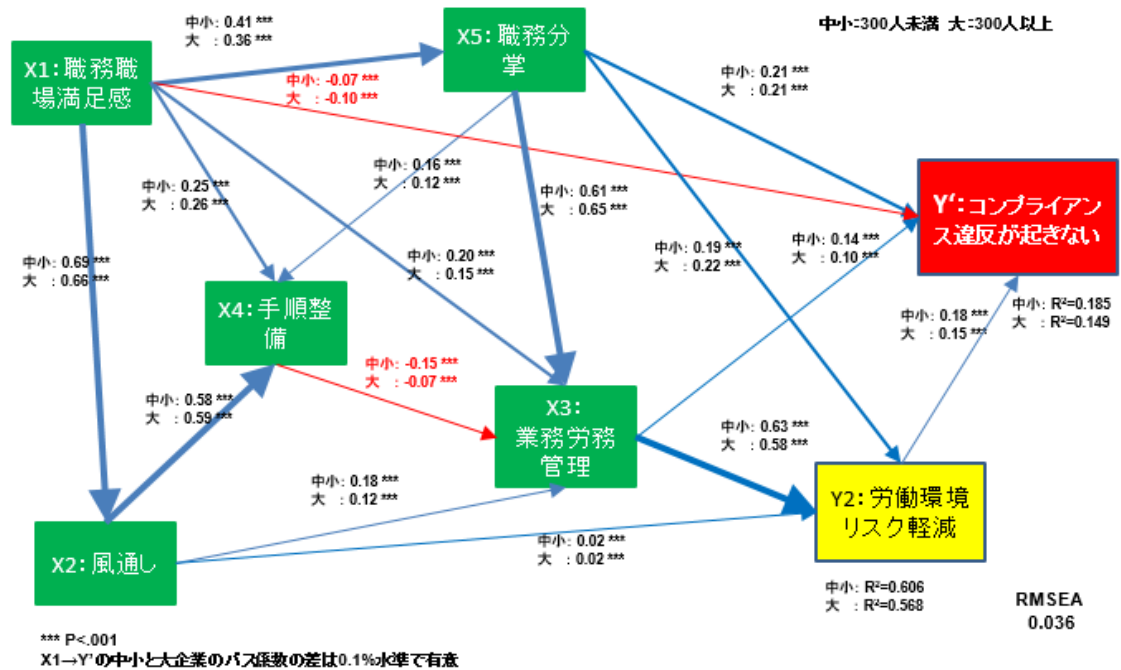 中小: 0.41 ***
大 : 0.36 ***
X5: 職務分
掌
中小=300人未満 大=300人以上
X1: 職務職
場満足感
中小: -0.07 ***
大 : -0.10 ***
中小: 0.21 ***
大 : 0.21 ***
中小: 0.16 ***
大 : 0.12 ***
中小: 0.25 ***
大 : 0.26 ***
中小: 0.61 ***
大 : 0.65 ***
Y‘:コンプライアン
ス違反が起きない
中小: 0.69 ***
大 : 0.66 ***
中小: 0.20 ***
大 : 0.15 ***
中小: 0.19 ***
大 : 0.22 ***
中小: 0.14 ***
大 : 0.10 ***
X4: 手順整
備
中小: 0.18 ***
大 : 0.15 ***
中小: R²=0.185
大 : R²=0.149
中小: -0.15 ***
大 : -0.07 ***
中小: 0.58 ***
大 : 0.59 ***
X3:
業務労務
管理
中小: 0.63 ***
大 : 0.58 ***
中小: 0.18 ***
大 : 0.12 ***
Y2: 労働環境
リスク軽減
X2: 風通し
中小: 0.02 ***
大 : 0.02 ***
中小: R²=0.606
大 : R²=0.568
RMSEA
0.036
*** P<.001
X1→Y'の中小と大企業のパス係数の差は0.1%水準で有意